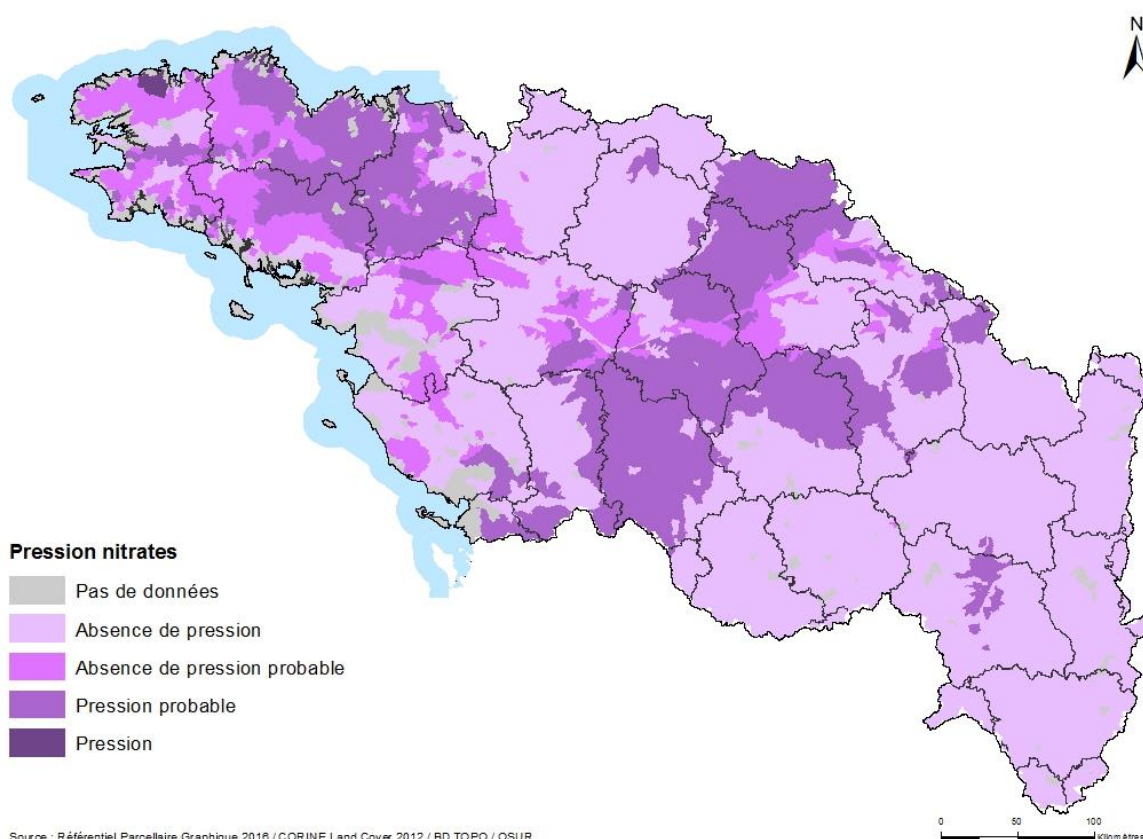 N
Pression nitrates
Pas de données
Absence de pression
Absence de pression probable
Pression probable
Pression
0 50 100
Kilomètres
Source : Référentiel Parcellaire Graphique 2016 / CORINE Land Cover 2012 / BD TOPO / OSUR